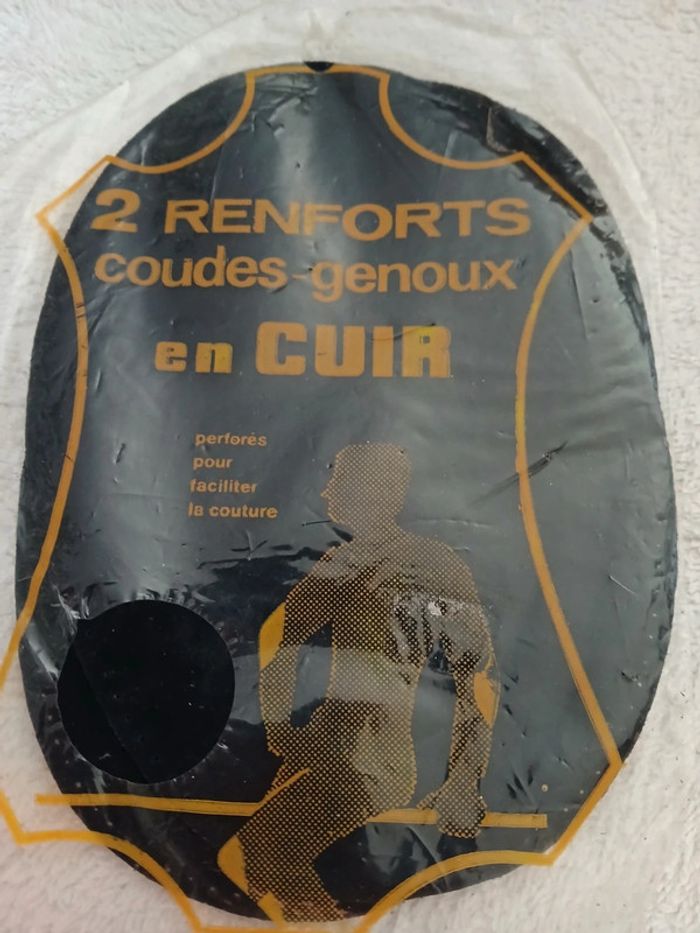 2 RENFORTS
coudes-genoux
en CUIR
perforés
pour
faciliter
la couture